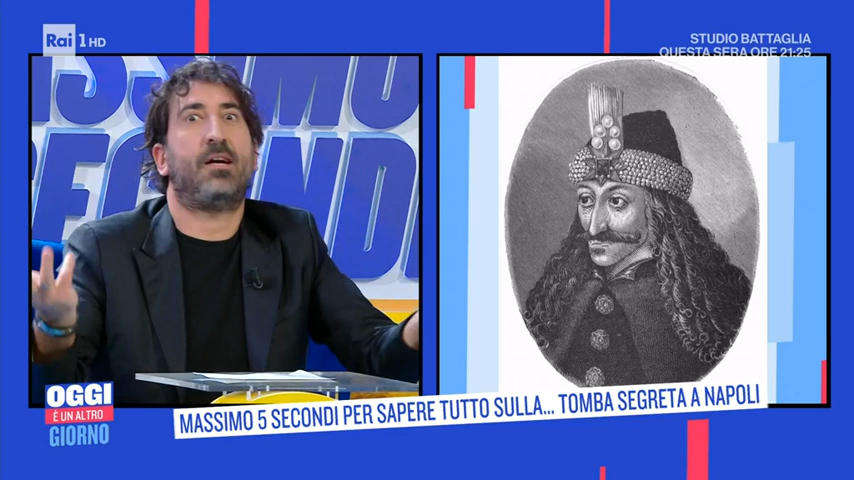 Rai 1 HD
STUDIO BATTAGLIA
QUESTA SERA ORE 21:25
OGGI
È UN ALTRO
GIORNO
MASSIMO 5 SECONDI PER SAPERE TUTTO SULLA... TOMBA SEGRETA A NAPOLI